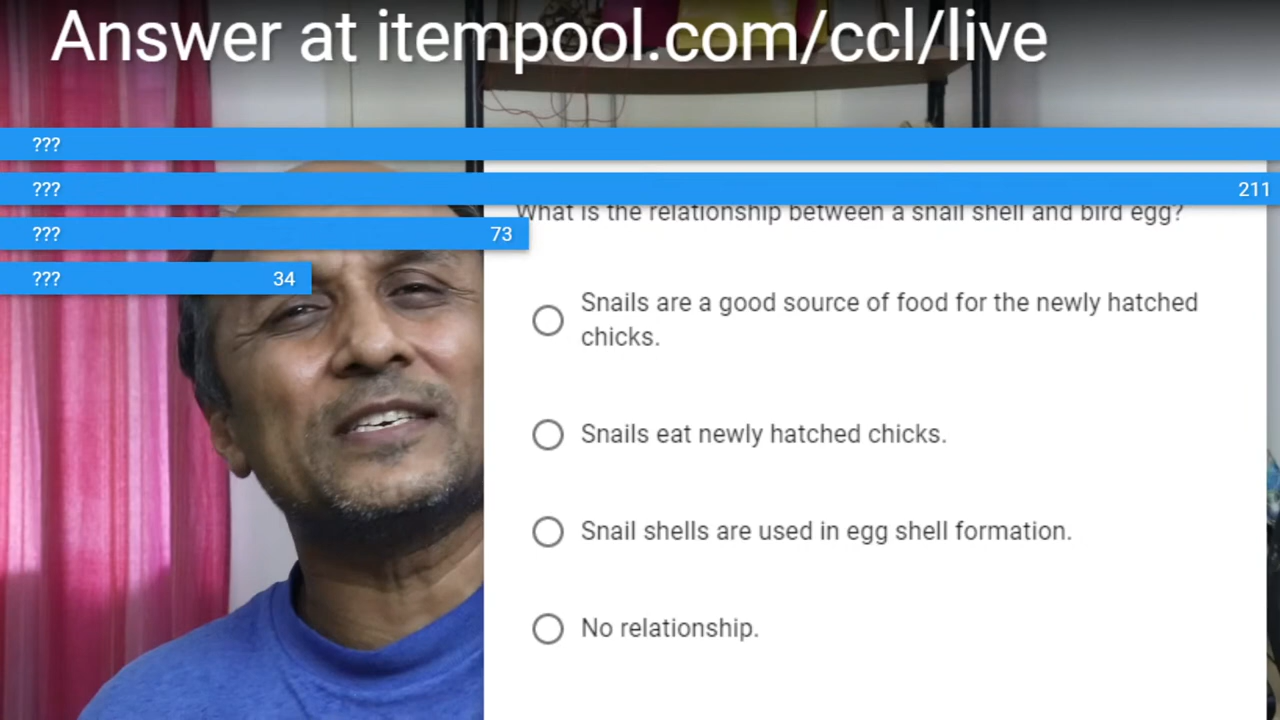 Answer at itempool.com/ccl/live
???
??? 211
What is the relationship between a snail shell and bird egg?
??? 73
??? 34
Snails are a good source of food for the newly hatched
chicks.
Snails eat newly hatched chicks.
Snail shells are used in egg shell formation.
No relationship.